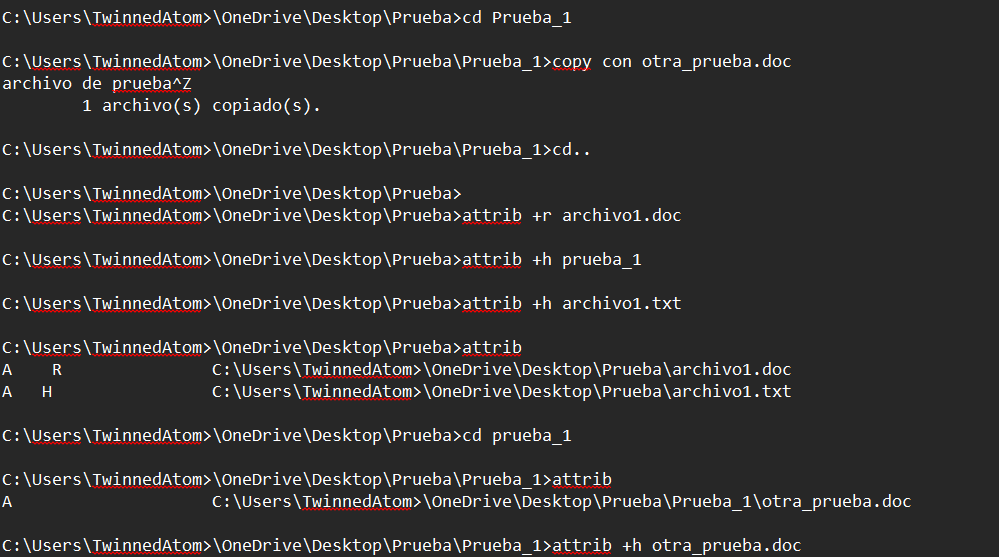 C:\Users\TwinnedAtom>\OneDrive\Desktop\Prueba>cd Prueba_1
C:\Users\TwinnedAtom>\OneDrive\Desktop\Prueba\Prueba_1>copy con otra_prueba.doc
archivo de prueba^Z
        1 archivo(s) copiado(s).
C:\Users\TwinnedAtom>\OneDrive\Desktop\Prueba\Prueba_1>cd..
C:\Users\TwinnedAtom>\OneDrive\Desktop\Prueba>
C:\Users\TwinnedAtom>\OneDrive\Desktop\Prueba>attrib +r archivo1.doc
C:\Users\TwinnedAtom>\OneDrive\Desktop\Prueba>attrib +h prueba_1
C:\Users\TwinnedAtom>\OneDrive\Desktop\Prueba>attrib +h archivo1.txt
C:\Users\TwinnedAtom>\OneDrive\Desktop\Prueba>attrib
A    R               C:\Users\TwinnedAtom>\OneDrive\Desktop\Prueba\archivo1.doc
A   H                C:\Users\TwinnedAtom>\OneDrive\Desktop\Prueba\archivo1.txt
C:\Users\TwinnedAtom>\OneDrive\Desktop\Prueba>cd prueba_1
C:\Users\TwinnedAtom>\OneDrive\Desktop\Prueba\Prueba_1>attrib
A                    C:\Users\TwinnedAtom>\OneDrive\Desktop\Prueba\Prueba_1\otra_prueba.doc
C:\Users\TwinnedAtom>\OneDrive\Desktop\Prueba\Prueba_1>attrib +h otra_prueba.doc